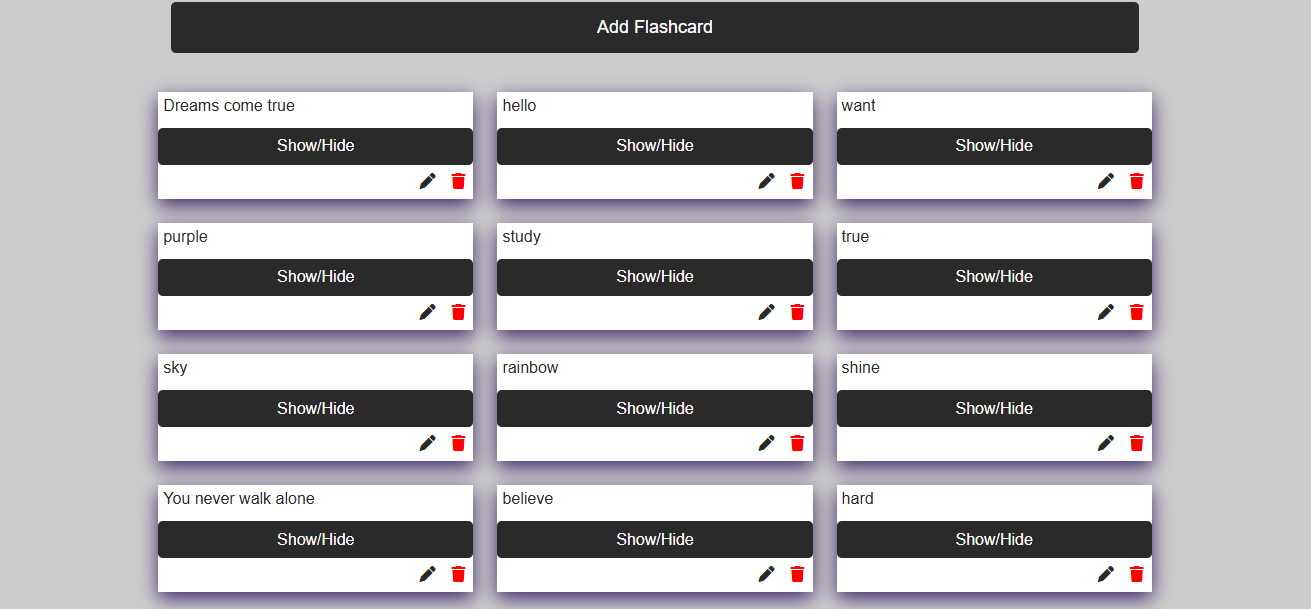 Add Flashcard
Dreams come true
hello
want
Show/Hide
Show/Hide
Show/Hide
purple
study
true
Show/Hide
Show/Hide
Show/Hide
sky
rainbow
shine
Show/Hide
Show/Hide
Show/Hide
You never walk alone
believe
hard
Show/Hide
Show/Hide
Show/Hide